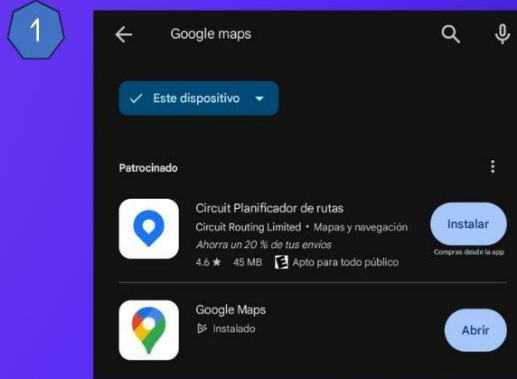 1
Google maps
Este dispositivo
Patrocinado
Circuit Planificador de rutas
Circuit Routing Limited • Mapas y navegación
Ahorra un 20 % de tus envíos
4.6 ★ 45 MB E Apto para todo público
Instalar
Compras desde la app
Google Maps
Instalado
Abrir